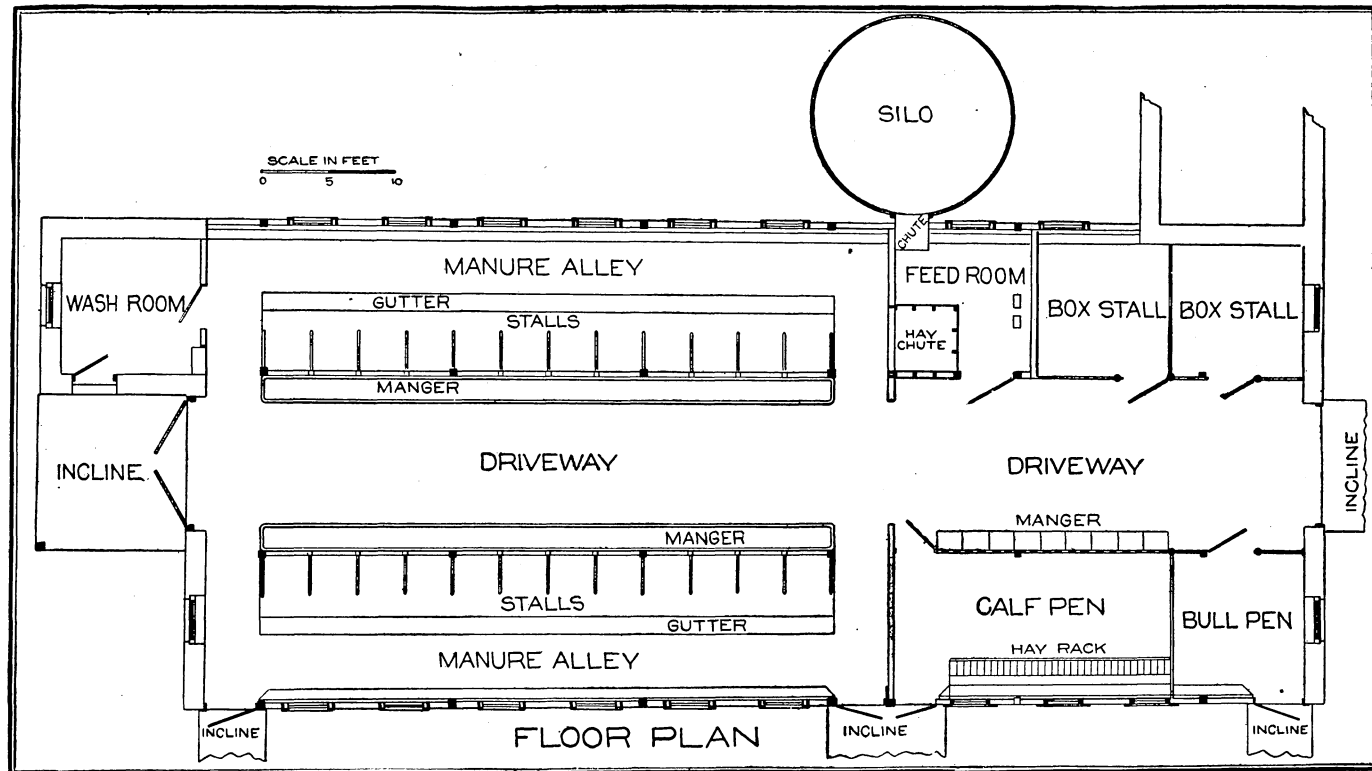 SILO
SCALE IN FEET
0 5 10
CHUTE
MANURE ALLEY
FEED ROOM
WASH ROOM
GUTTER
STALLS
BOX STALL
BOX STALL
HAY
CHUTE
MANGER
INCLINE
DRIVEWAY
DRIVEWAY
INCLINE
MANGER
MANGER
STALLS
CALF PEN
BULL PEN
GUTTER
HAY RACK
MANURE ALLEY
INCLINE
FLOOR PLAN
INCLINE
INCLINE